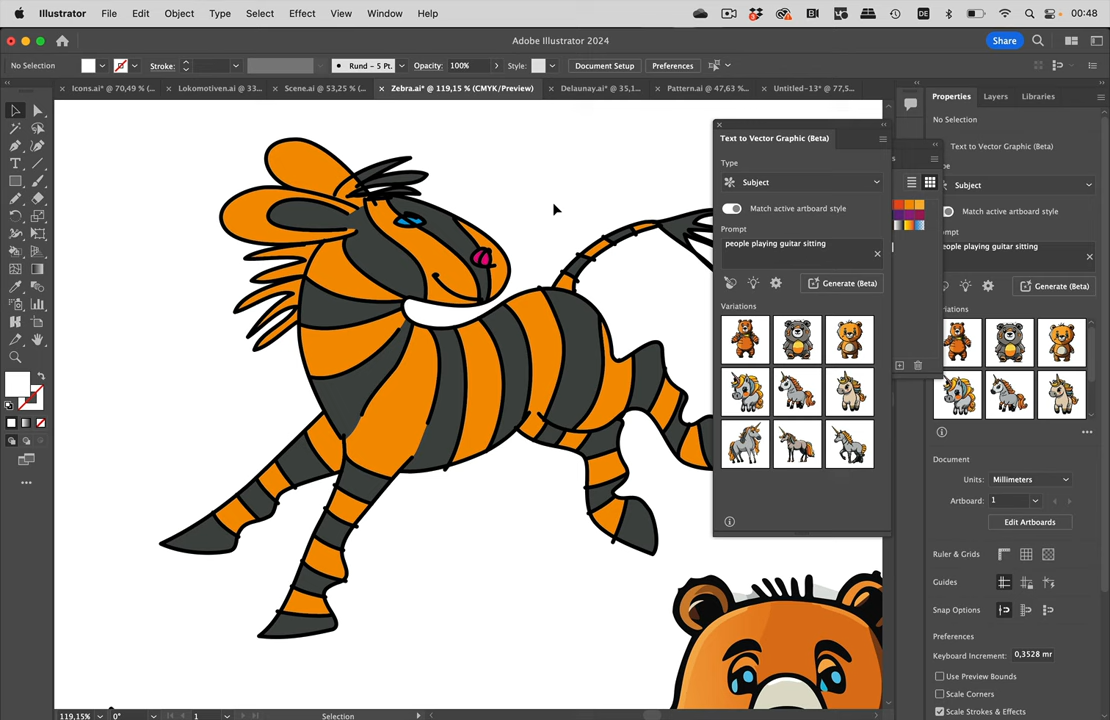 Illustrator File Edit Object Type Select Effect View Window Help
DE
00:48
Adobe Illustrator 2024
Share
No Selection
Stroke:
Rund - 5 Pt.
Opacity: 100%
Style:
Document Setup
Preferences
Icons.ai* @ 70,49 % (...
Lokomotiven.ai @ 33...
Scene.ai @ 53,25 % (...
Zebra.ai* @ 119,15 % (CMYK/Preview)
Delaunay.ai* @ 35,1...
Pattern.ai @ 47,63 %...
Untitled-13* @ 77,5...
Text to Vector Graphic (Beta)
Type
Subject
Match active artboard style
Prompt
people playing guitar sitting
Generate (Beta)
Variations
s
Properties
Layers
Libraries
No Selection
Text to Vector Graphic (Beta)
pe
Subject
Match active artboard style
ompt
eople playing guitar sitting
Generate (Beta)
riations
Document
Units:
Millimeters
Artboard:
1
Edit Artboards
Ruler & Grids
Guides
Snap Options
Preferences
Keyboard Increment:
0,3528 mr
Use Preview Bounds
Scale Corners
Scale Strokes & Effects
119,15%
0°
1
Selection